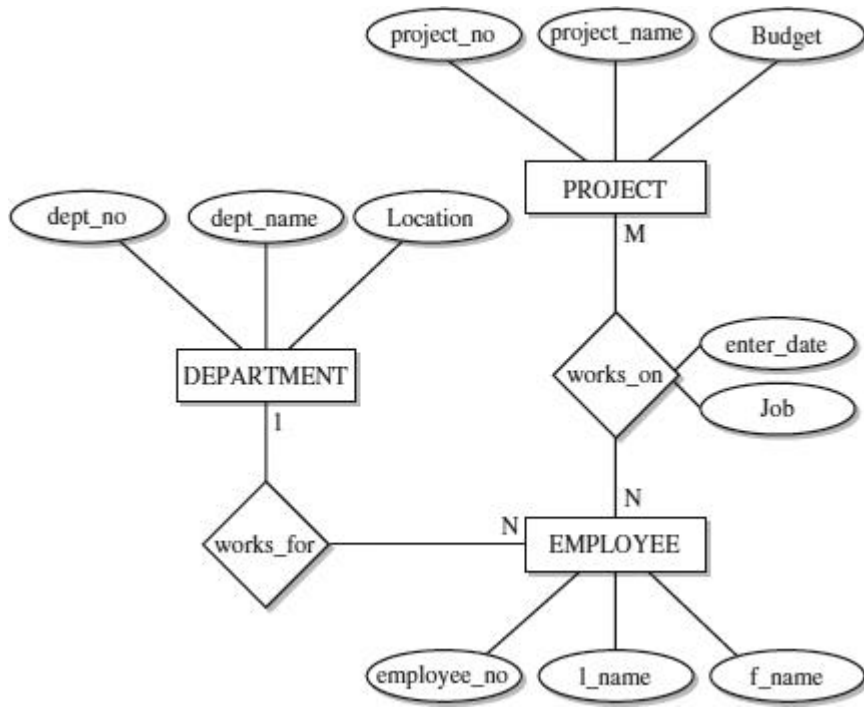 project_no
project_name
Budget
PROJECT
M
dept_no
dept_name
Location
DEPARTMENT
1
enter_date
works_on
Job
N
works_for
N
EMPLOYEE
employee_no
l_name
f_name